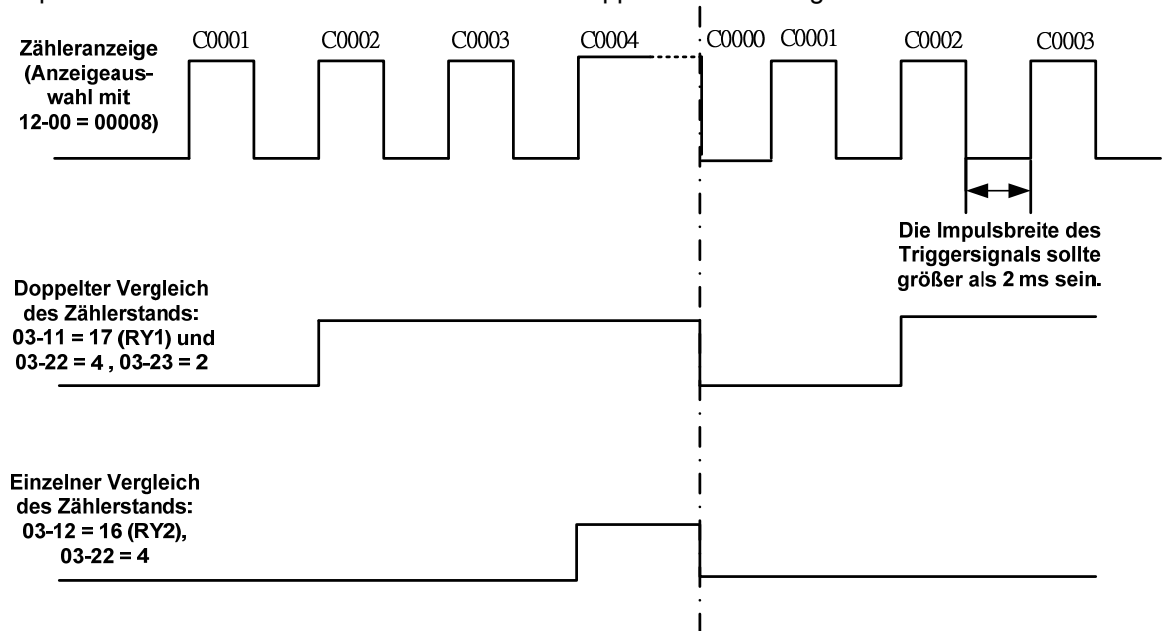 Zähleranzeige
(Anzeigeaus-
wahl mit
12-00 = 00008)
C0001
C0002
C0003
C0004
C0000
C0001
C0002
C0003
Die Impulsbreite des
Triggersignals sollte
größer als 2 ms sein.
Doppelter Vergleich
des Zählerstands:
03-11 = 17 (RY1) und
03-22 = 4 , 03-23 = 2
Einzelner Vergleich
des Zählerstands:
03-12 = 16 (RY2),
03-22 = 4